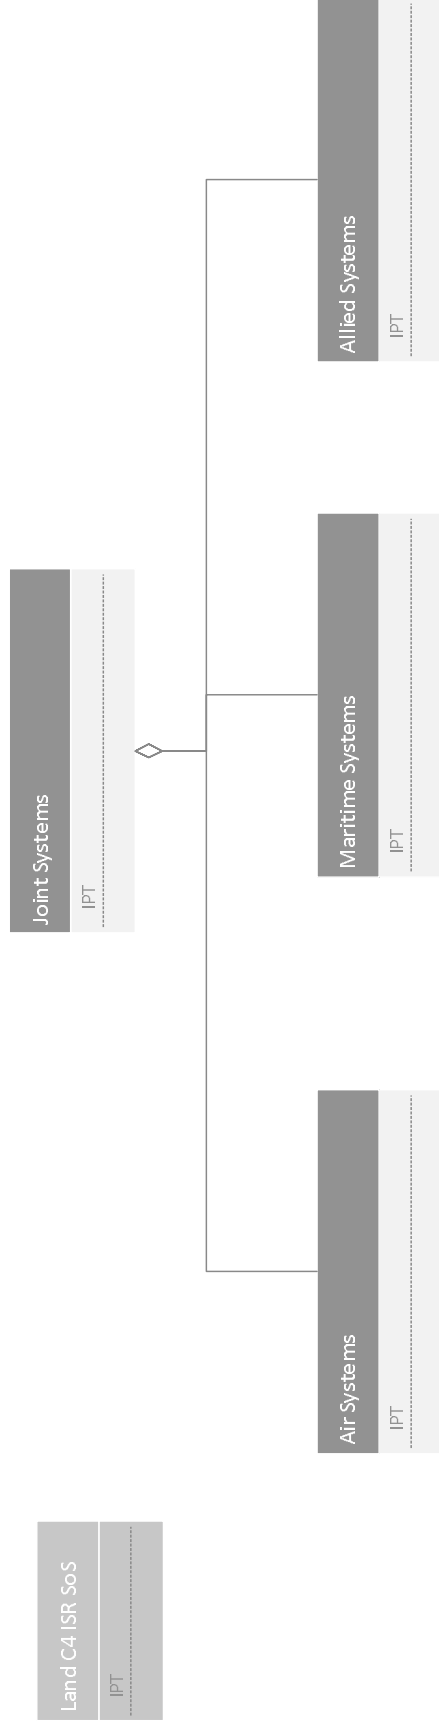 Joint Systems
IPT
Land C4 ISR SoS
IPT
Air Systems
IPT
Maritime Systems
IPT
Allied Systems
IPT